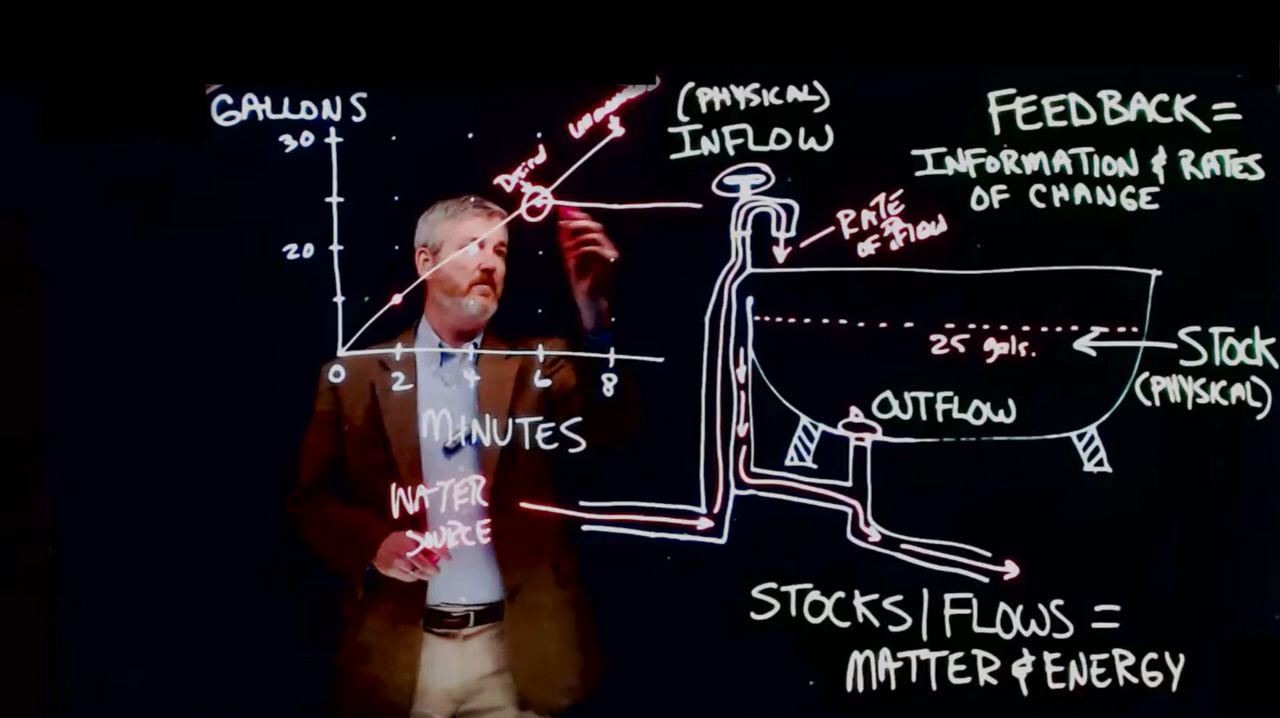 GALLONS
30
20
0 2 4 6 8
MINUTES
Desired
WATER
SOURCE
(PHYSICAL)
INFLOW
RATE
OF FLOW
FEEDBACK =
INFORMATION & RATES
OF CHANGE
25 gals.
STOCK
(PHYSICAL)
OUTFLOW
STOCKS/FLOWS =
MATTER & ENERGY